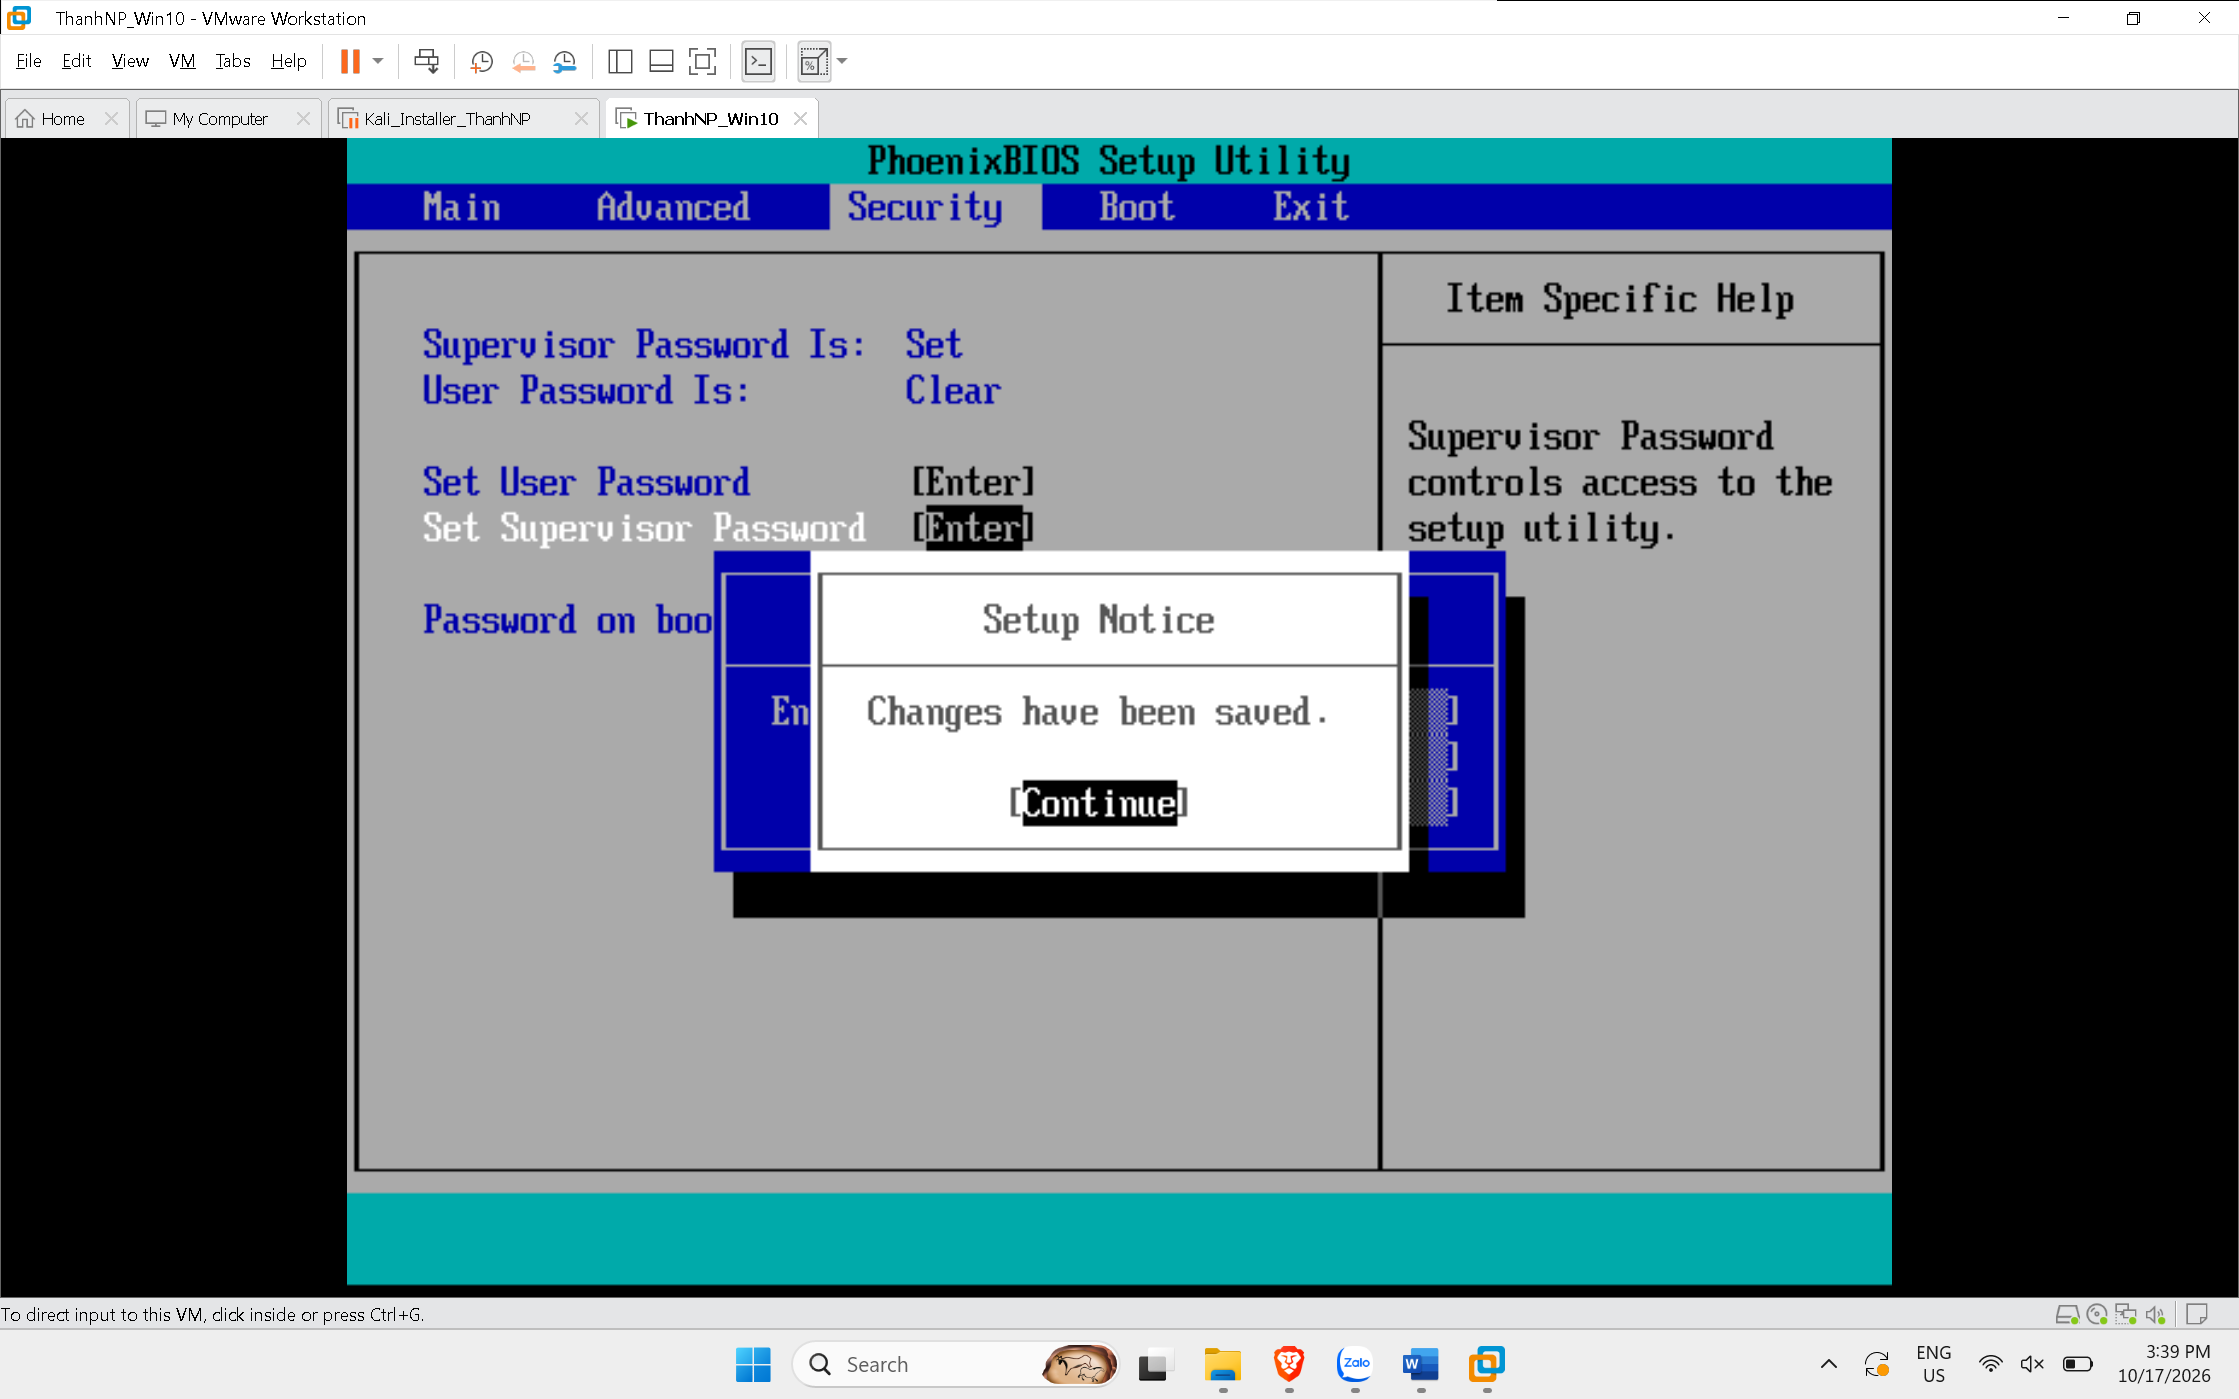 ThanhNP_Win10 - VMware Workstation
File Edit View VM Tabs Help
Home
My Computer
Kali_Installer_ThanhNP
ThanhNP_Win10
PhoenixBIOS Setup Utility
Main Advanced Security Boot Exit
Item Specific Help
Supervisor Password Is: Set
User Password Is: Clear
Set User Password [Enter]
Set Supervisor Password [Enter]
Password on boo
Supervisor Password
controls access to the
setup utility.
Setup Notice
En
Changes have been saved.
]
]
]
[Continue]
To direct input to this VM, click inside or press Ctrl+G.
Search
Zalo
W
ENG
US
3:39 PM
10/17/2026